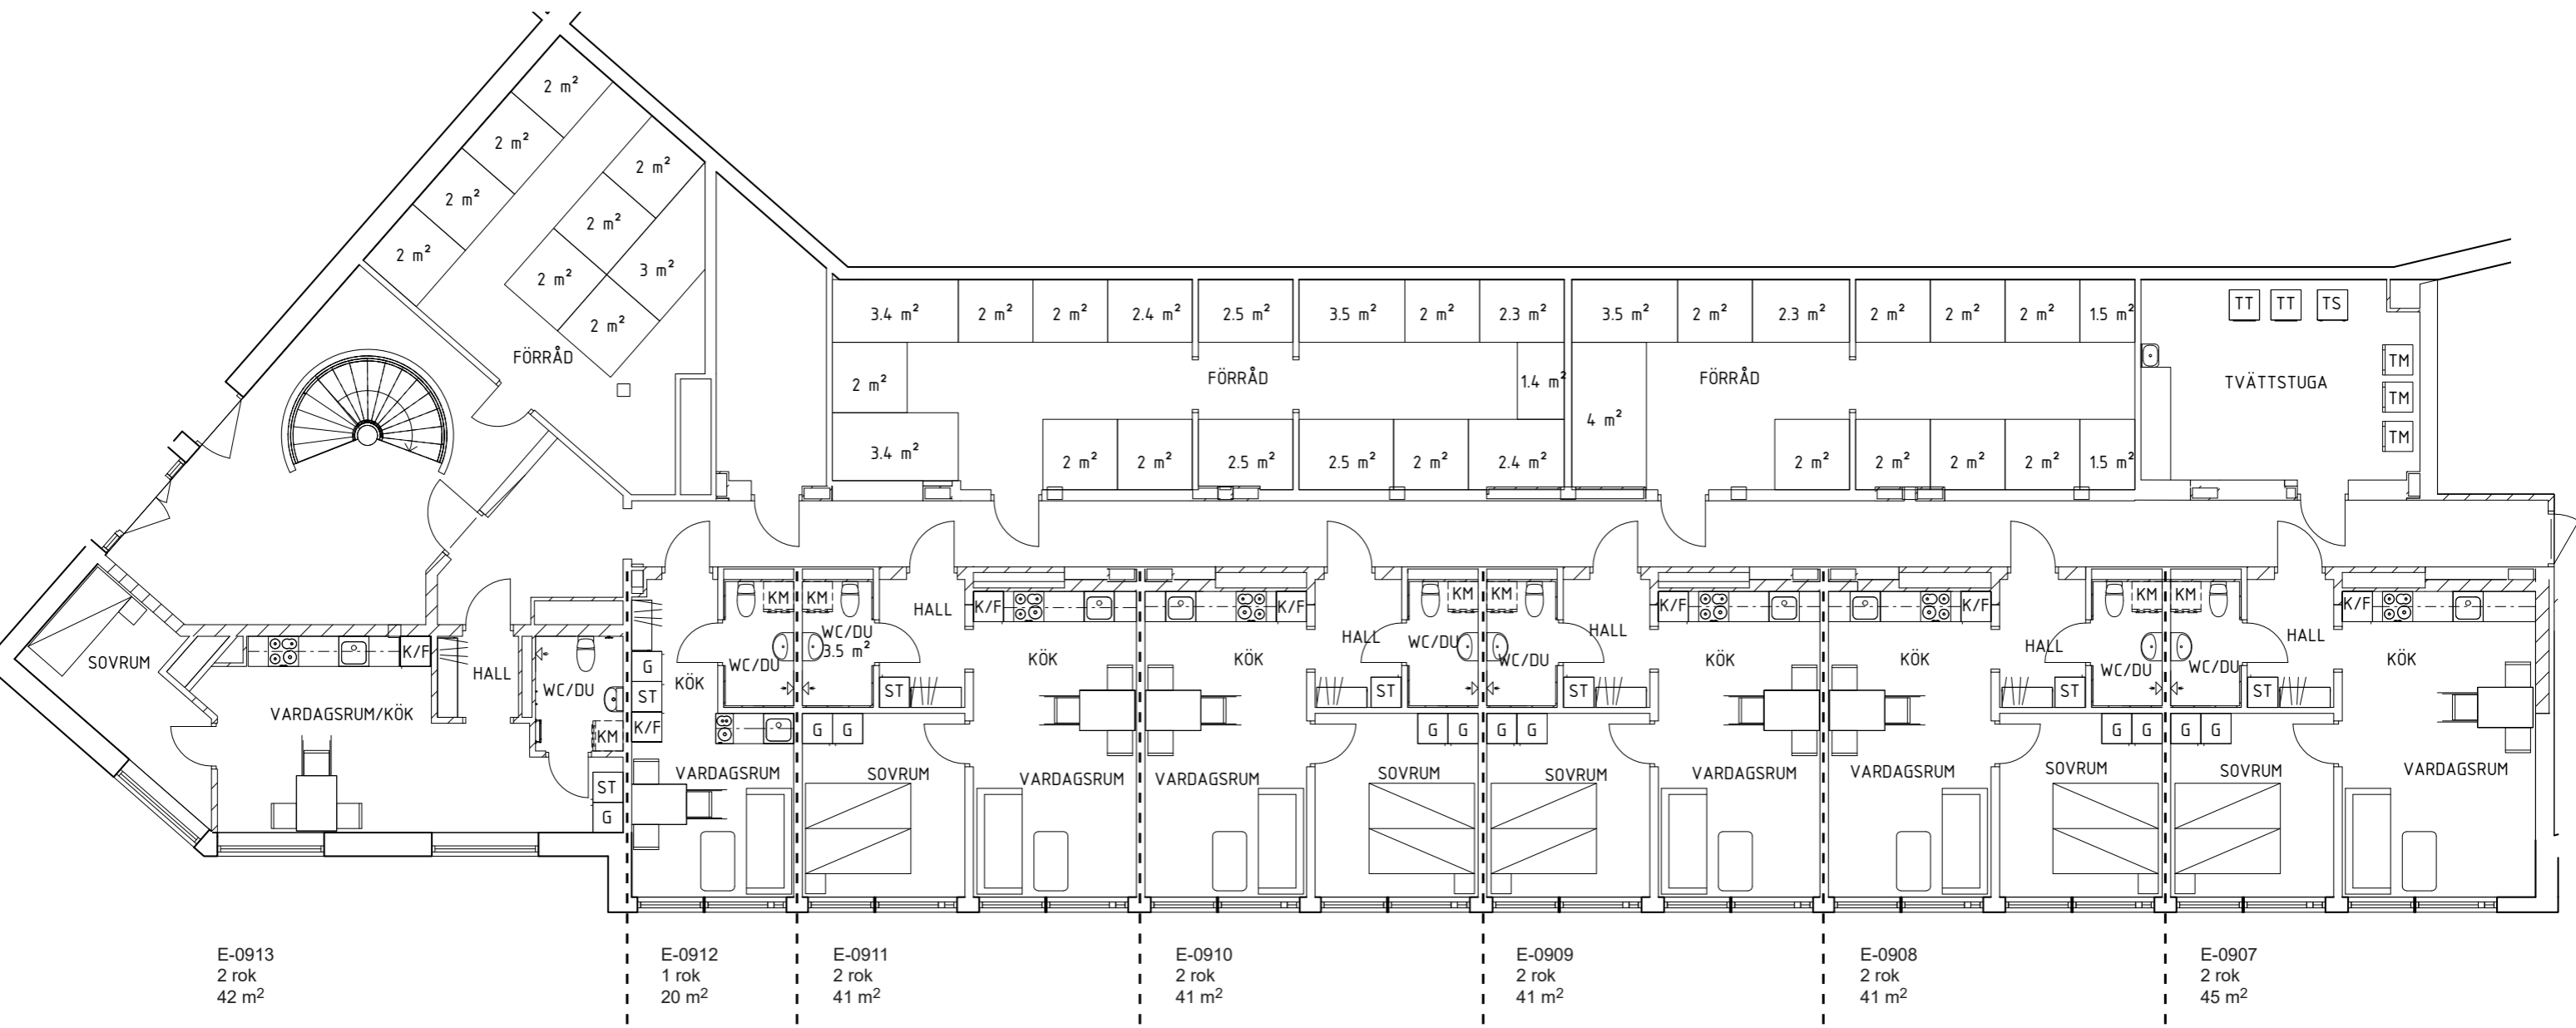 2 m²
2 m²
2 m²
2 m²
2 m²
2 m²
2 m²
3 m²
2 m²
FÖRRÅD
3.4 m²
2 m²
2 m²
2.4 m²
2.5 m²
3.5 m²
2 m²
2.3 m²
3.5 m²
2 m²
2.3 m²
2 m²
2 m²
2 m²
1.5 m²
TT
TT
TS
2 m²
FÖRRÅD
1.4 m²
FÖRRÅD
TVÄTTSTUGA
TM
TM
TM
4 m²
3.4 m²
2 m²
2 m²
2.5 m²
2.5 m²
2 m²
2.4 m²
2 m²
2 m²
2 m²
2 m²
1.5 m²
SOVRUM
K/F
HALL
WC/DU
KM
VARDAGSRUM/KÖK
ST
G
G
ST
K/F
KÖK
WC/DU
KM
VARDAGSRUM
KM
WC/DU
3.5 m²
HALL
K/F
KÖK
ST
G G
SOVRUM
VARDAGSRUM
K/F
KÖK
HALL
WC/DU
KM
ST
G G
VARDAGSRUM
SOVRUM
KM
WC/DU
HALL
K/F
KÖK
ST
G G
SOVRUM
VARDAGSRUM
K/F
KÖK
HALL
WC/DU
KM
ST
G G
VARDAGSRUM
SOVRUM
KM
WC/DU
HALL
K/F
KÖK
ST
G G
SOVRUM
VARDAGSRUM
E-0913
2 rok
42 m²
E-0912
1 rok
20 m²
E-0911
2 rok
41 m²
E-0910
2 rok
41 m²
E-0909
2 rok
41 m²
E-0908
2 rok
41 m²
E-0907
2 rok
45 m²